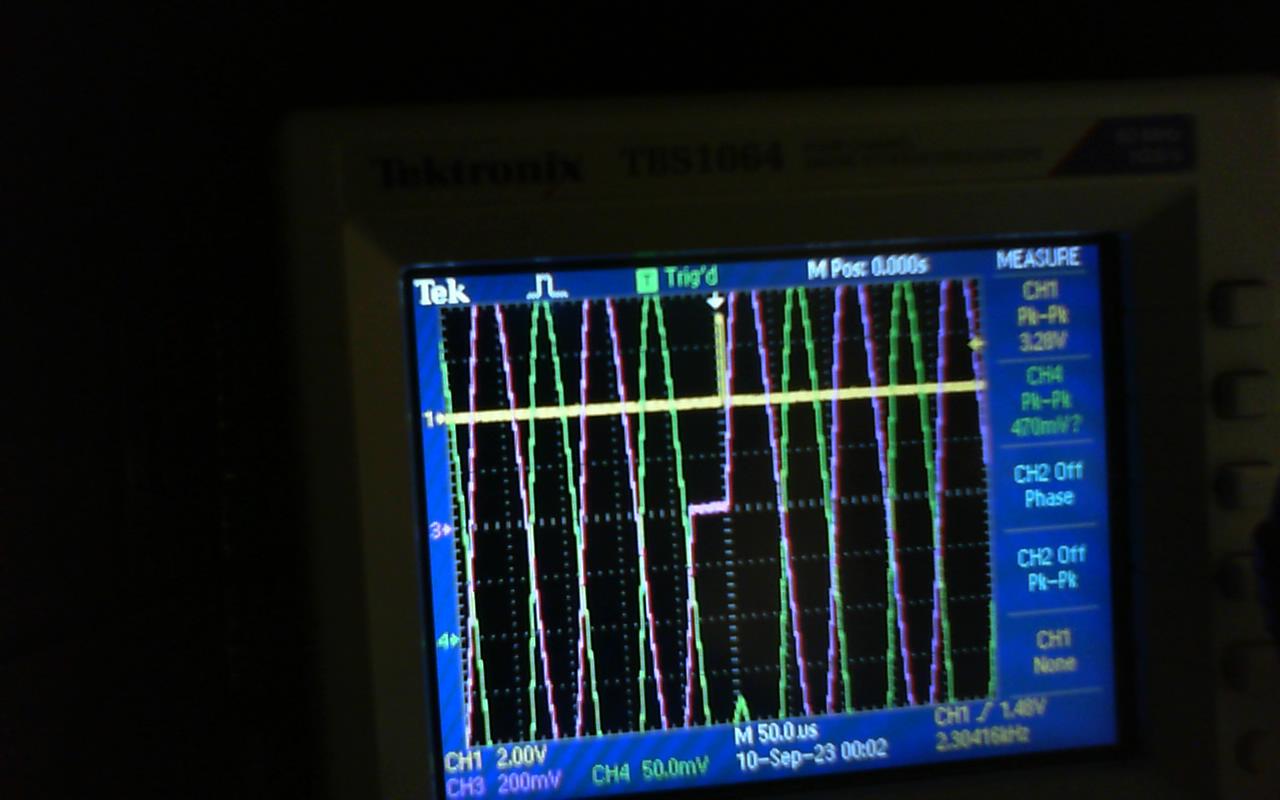 Tektronix TBS1064
Tek Trig'd M Pos: 0.000s MEASURE
CH1
Pk-Pk
3.28V
CH4
Pk-Pk
470mV?
CH2 Off
Phase
CH2 Off
Pk-Pk
CH1
None
1
3
4
CH1 2.00V M 50.0us CH1 1.48V
CH3 200mV CH4 50.0mV 10-Sep-23 00:02 2.30416kHz